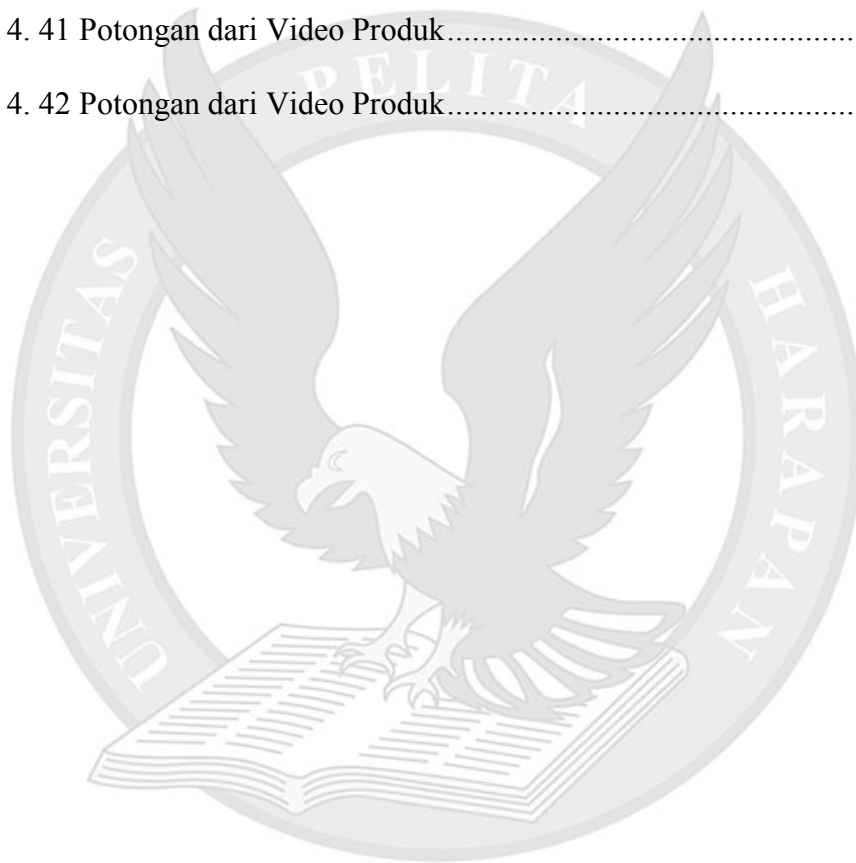 4. 41 Potongan dari Video Produk................................................
4. 42 Potongan dari Video Produk................................................
UNIVERSITAS PELITA HARAPAN